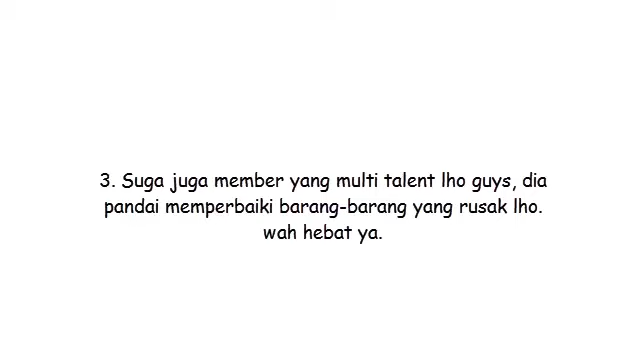 3. Suga juga member yang multi talent lho guys, dia
pandai memperbaiki barang-barang yang rusak lho.
wah hebat ya.